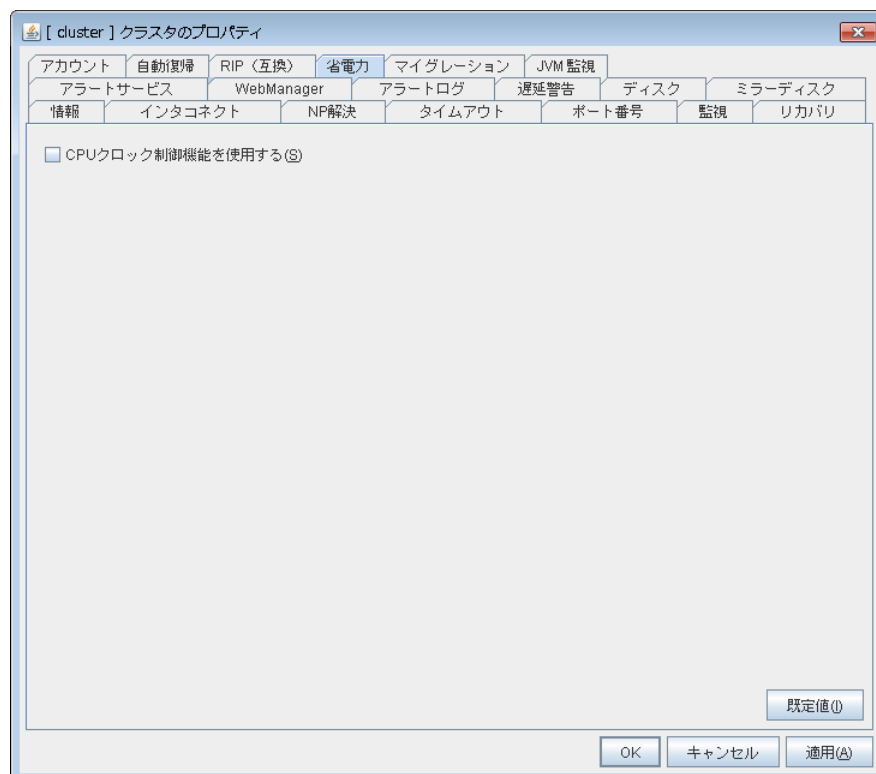 [ cluster ] クラスタのプロパティ
アカウント 自動復帰 RIP（互換） 省電力 マイグレーション JVM 監視
アラートサービス WebManager アラートログ 遅延警告 ディスク ミラーディスク
情報 インタコネクト NP解決 タイムアウト ポート番号 監視 リカバリ
CPUクロック制御機能を使用する(S)
既定値(I)
OK キャンセル 適用(A)